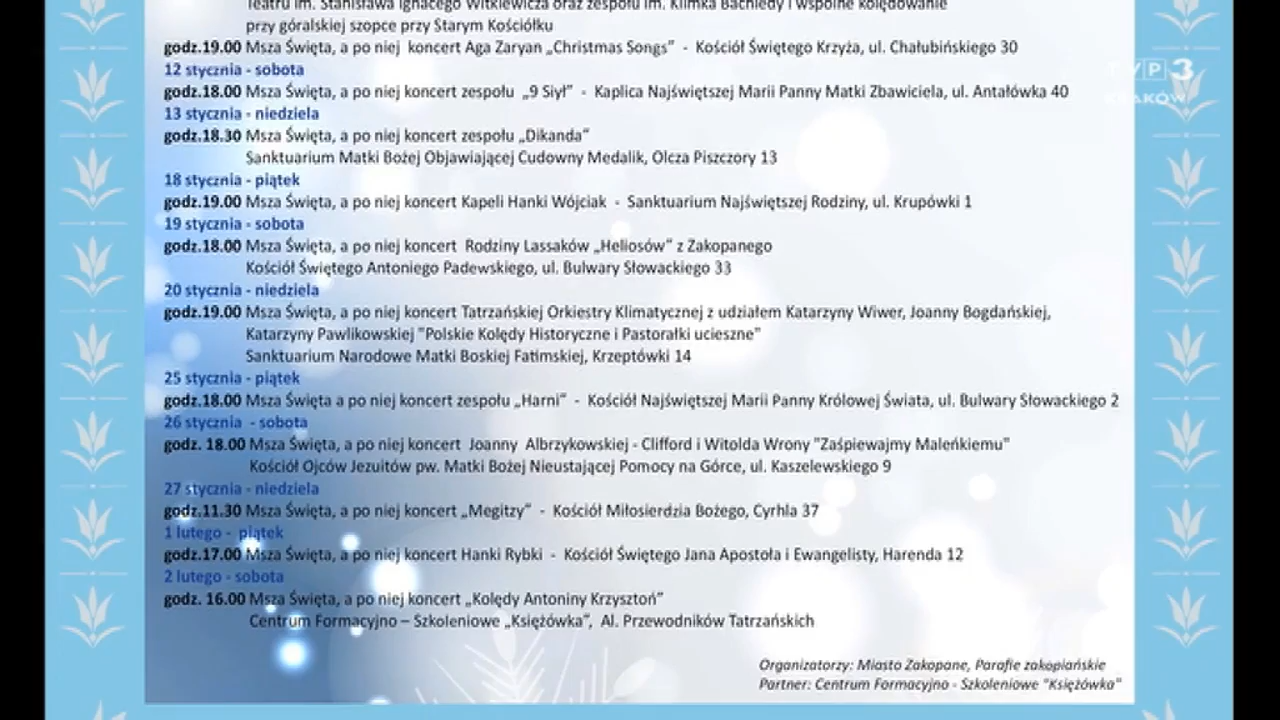 Teatru im. Stanisława Ignacego Witkiewicza oraz zespołu im. Klimka Bachledy i wspólne kolędowanie
przy góralskiej szopce przy Starym Kościółku
godz.19.00 Msza Święta, a po niej koncert Aga Zaryan „Christmas Songs” - Kościół Świętego Krzyża, ul. Chałubińskiego 30
12 stycznia - sobota
godz.18.00 Msza Święta, a po niej koncert zespołu „9 Siył” - Kaplica Najświętszej Marii Panny Matki Zbawiciela, ul. Antałówka 40
13 stycznia - niedziela
godz.18.30 Msza Święta, a po niej koncert zespołu „Dikanda”
Sanktuarium Matki Bożej Objawiającej Cudowny Medalik, Olcza Piszczory 13
18 stycznia - piątek
godz.19.00 Msza Święta, a po niej koncert Kapeli Hanki Wójciak - Sanktuarium Najświętszej Rodziny, ul. Krupówki 1
19 stycznia - sobota
godz.18.00 Msza Święta, a po niej koncert Rodziny Lassaków „Heliosów” z Zakopanego
Kościół Świętego Antoniego Padewskiego, ul. Bulwary Słowackiego 33
20 stycznia - niedziela
godz.19.00 Msza Święta, a po niej koncert Tatrzańskiej Orkiestry Klimatycznej z udziałem Katarzyny Wiwer, Joanny Bogdańskiej,
Katarzyny Pawlikowskiej "Polskie Kolędy Historyczne i Pastorałki ucieszne"
Sanktuarium Narodowe Matki Boskiej Fatimskiej, Krzeptówki 14
25 stycznia - piątek
godz.18.00 Msza Święta a po niej koncert zespołu „Harni” - Kościół Najświętszej Marii Panny Królowej Świata, ul. Bulwary Słowackiego 2
26 stycznia - sobota
godz. 18.00 Msza Święta, a po niej koncert Joanny Albrzykowskiej - Clifford i Witolda Wrony "Zaśpiewajmy Maleńkiemu"
Kościół Ojców Jezuitów pw. Matki Bożej Nieustającej Pomocy na Górce, ul. Kaszelewskiego 9
27 stycznia - niedziela
godz.11.30 Msza Święta, a po niej koncert „Megitzy” - Kościół Miłosierdzia Bożego, Cyrhla 37
1 lutego - piątek
godz.17.00 Msza Święta, a po niej koncert Hanki Rybki - Kościół Świętego Jana Apostoła i Ewangelisty, Harenda 12
2 lutego - sobota
godz. 16.00 Msza Święta, a po niej koncert „Kolędy Antoniny Krzysztoń”
Centrum Formacyjno – Szkoleniowe „Księżówka”, Al. Przewodników Tatrzańskich
Organizatorzy: Miasto Zakopane, Parafie zakopiańskie
Partner: Centrum Formacyjno - Szkoleniowe "Księżówka"
TVP3
KRAKÓW